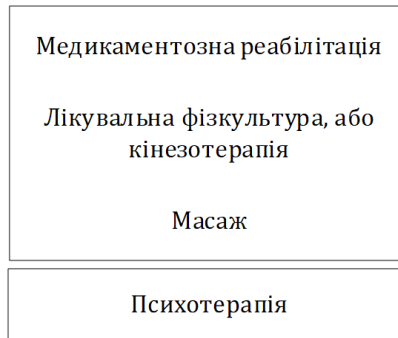 Медикаментозна реабілітація
Лікувальна фізкультура, або
кінезотерапія
Масаж
Психотерапія